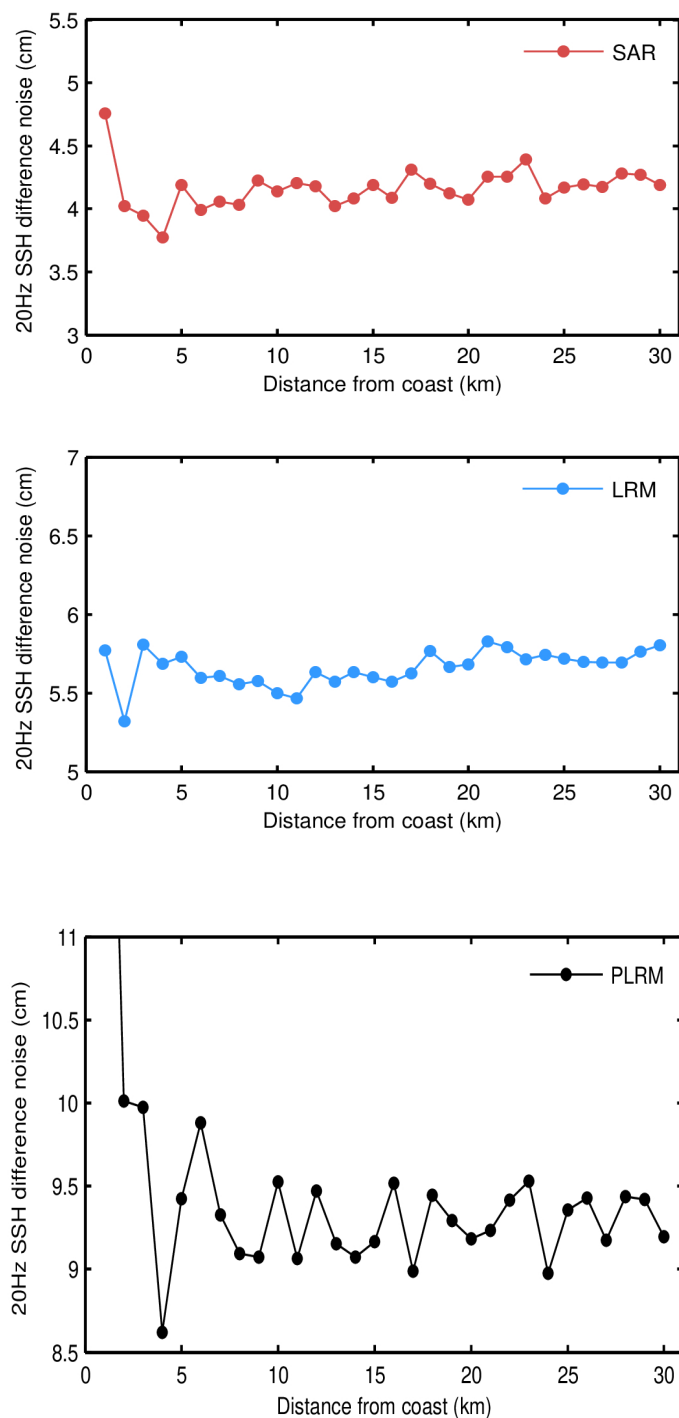 5.5
5
4.5
4
3.5
3
20Hz SSH difference noise (cm)
SAR
0 5 10 15 20 25 30
Distance from coast (km)
7
6.5
6
5.5
5
20Hz SSH difference noise (cm)
LRM
0 5 10 15 20 25 30
Distance from coast (km)
11
10.5
10
9.5
9
8.5
20Hz SSH difference noise (cm)
PLRM
0 5 10 15 20 25 30
Distance from coast (km)